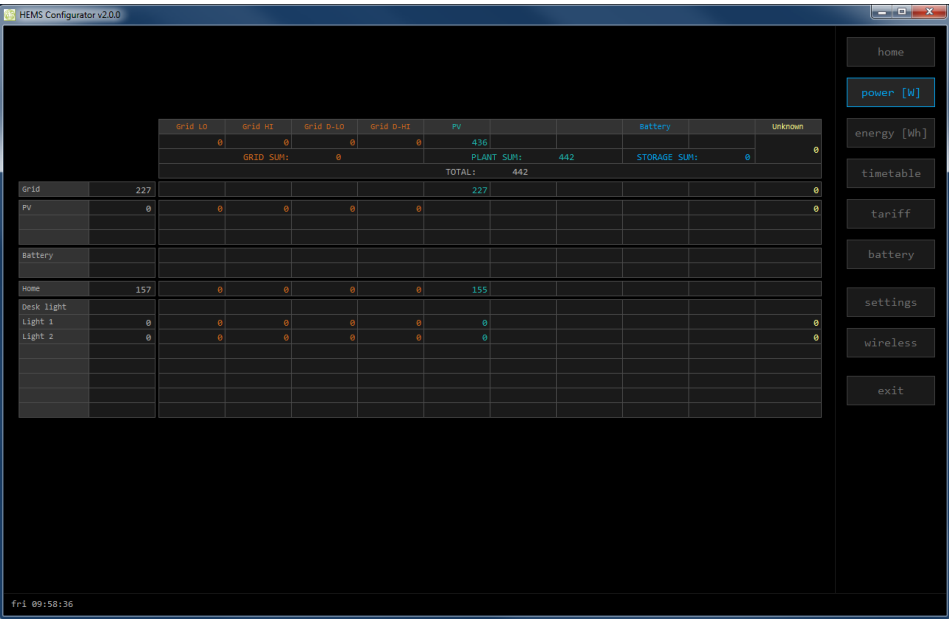 HEMS Configurator v2.0.0
home
power [W]
energy [Wh]
timetable
tariff
battery
settings
wireless
exit
Grid LO Grid HI Grid D-LO Grid D-HI PV Battery Unknown
0 0 0 0 436 0
GRID SUM: 0 PLANT SUM: 442 STORAGE SUM: 0
TOTAL: 442
Grid 227 227 0
PV 0 0 0 0 0 0
Battery
Home 157 0 0 0 0 155
Desk light
Light 1 0 0 0 0 0 0 0
Light 2 0 0 0 0 0 0 0
fri 09:58:36